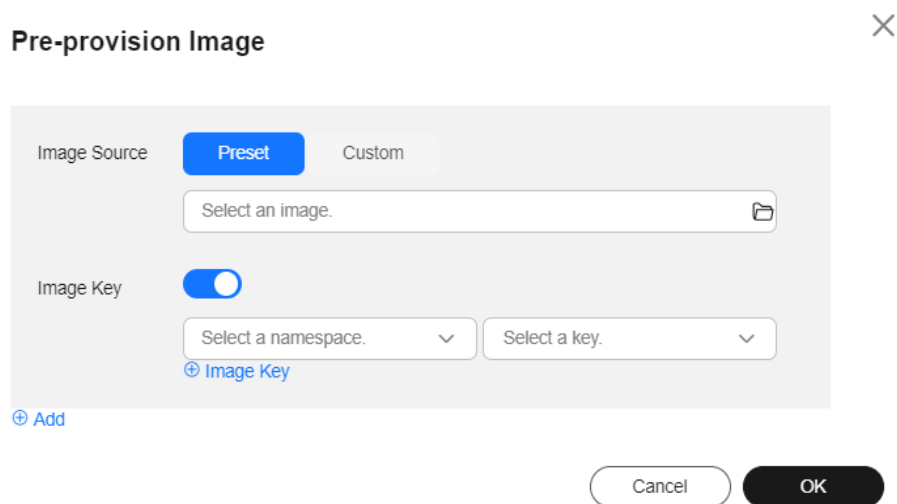 Pre-provision Image
Image Source
Preset
Custom
Select an image.
Image Key
Select a namespace.
Select a key.
Image Key
Add
Cancel
OK